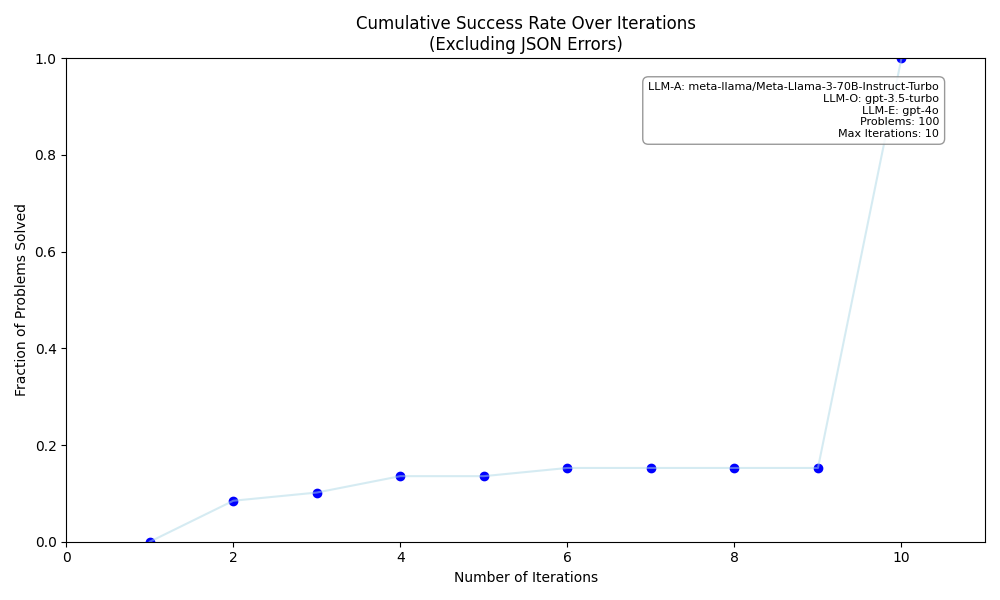 Cumulative Success Rate Over Iterations
(Excluding JSON Errors)
1.0
LLM-A: meta-llama/Meta-Llama-3-70B-Instruct-Turbo
LLM-O: gpt-3.5-turbo
LLM-E: gpt-4o
Problems: 100
Max Iterations: 10
0.8
0.6
Fraction of Problems Solved
0.4
0.2
0.0
0
2
4
6
8
10
Number of Iterations